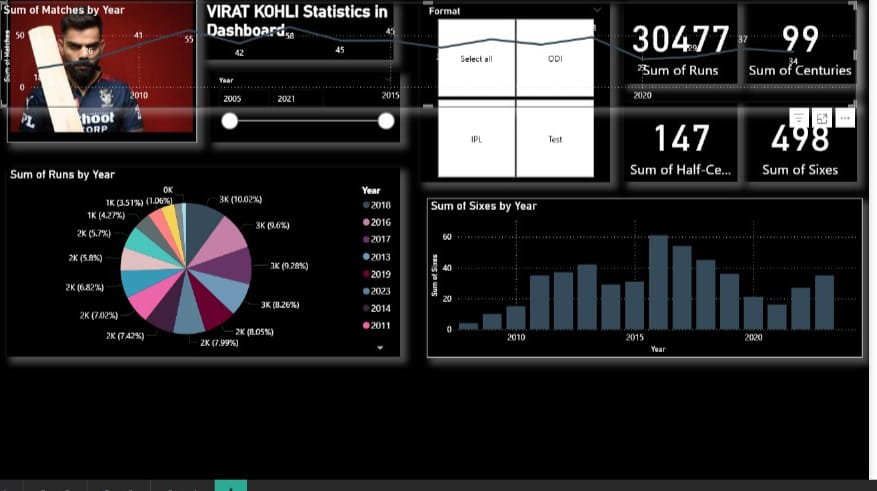 Sum of Matches by Year
Sum of Matches
50
0
41
36
55
42
58
45
45
37
34
2010
2015
2020
hoot
CORP
VIRAT KOHLI Statistics in
Dashboard
Year
2005
2021
Format
Select all
ODI
IPL
Test
30477
Sum of Runs
99
Sum of Centuries
147
Sum of Half-Ce...
498
Sum of Sixes
...
Sum of Runs by Year
0K
1K (3.51%)
(1.06%)
1K (4.27%)
2K (5.7%)
2K (5.8%)
2K (6.82%)
2K (7.02%)
2K (7.42%)
2K (7.99%)
2K (8.05%)
3K (8.26%)
3K (9.28%)
3K (9.6%)
3K (10.02%)
Year
2018
2016
2017
2013
2019
2023
2014
2011
Sum of Sixes by Year
Sum of Sixes
60
40
20
0
2010
2015
2020
Year